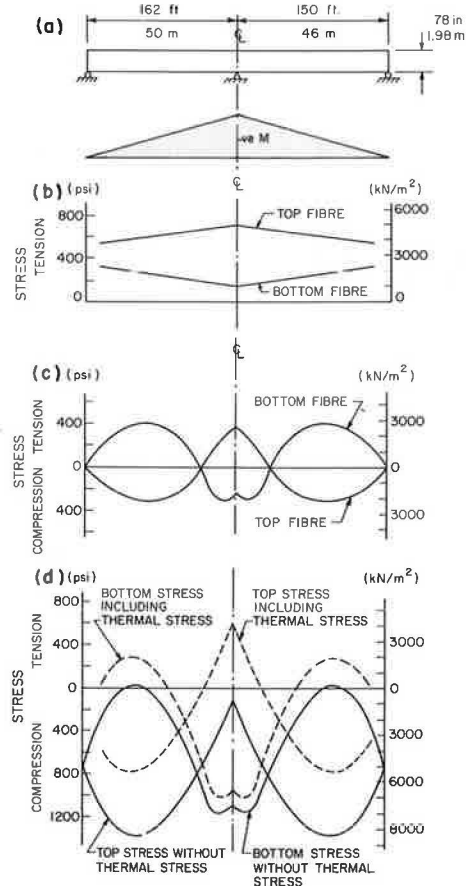 162 ft
150 ft.
(a)
50 m
℄
46 m
78 in
1.98 m
-ve M
℄
(b) (psi)
(kN/m²)
800
400
0
STRESS
TENSION
TOP FIBRE
BOTTOM FIBRE
6000
3000
0
℄
(c) (psi)
(kN/m²)
400
0
400
STRESS
COMPRESSION TENSION
BOTTOM FIBRE
TOP FIBRE
3000
0
3000
(d) (psi)
(kN/m²)
BOTTOM STRESS
INCLUDING
THERMAL STRESS
TOP STRESS
INCLUDING
THERMAL STRESS
800
400
0
400
800
1200
STRESS
COMPRESSION TENSION
3000
0
3000
6000
TOP STRESS WITHOUT
THERMAL STRESS
BOTTOM STRESS
WITHOUT THERMAL
STRESS